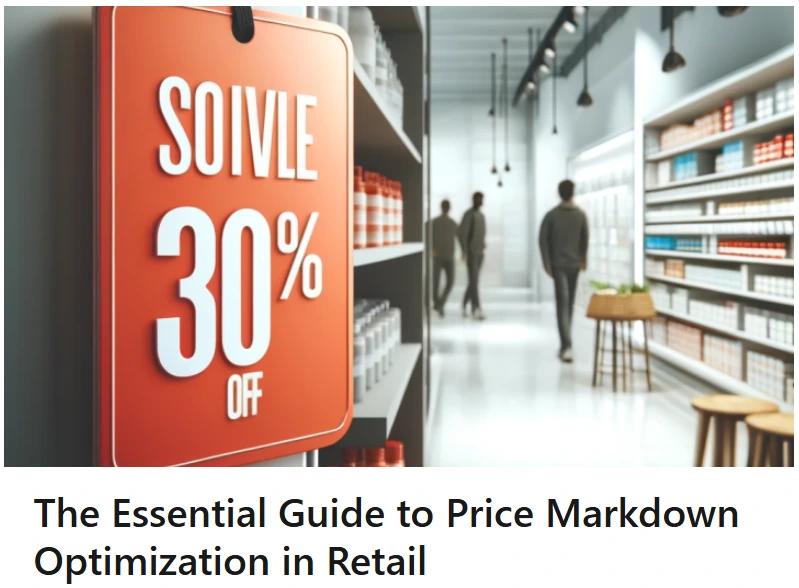 SOIVLE
30%
OFF
The Essential Guide to Price Markdown
Optimization in Retail